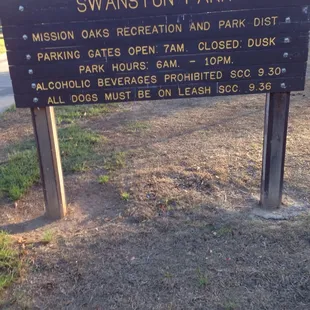 SWANSTON PARK
MISSION OAKS RECREATION AND PARK DIST.
PARKING GATES OPEN: 7AM. CLOSED: DUSK
PARK HOURS: 6AM. - 10PM.
ALCOHOLIC BEVERAGES PROHIBITED SCC. 9.30
ALL DOGS MUST BE ON LEASH SCC. 9.36